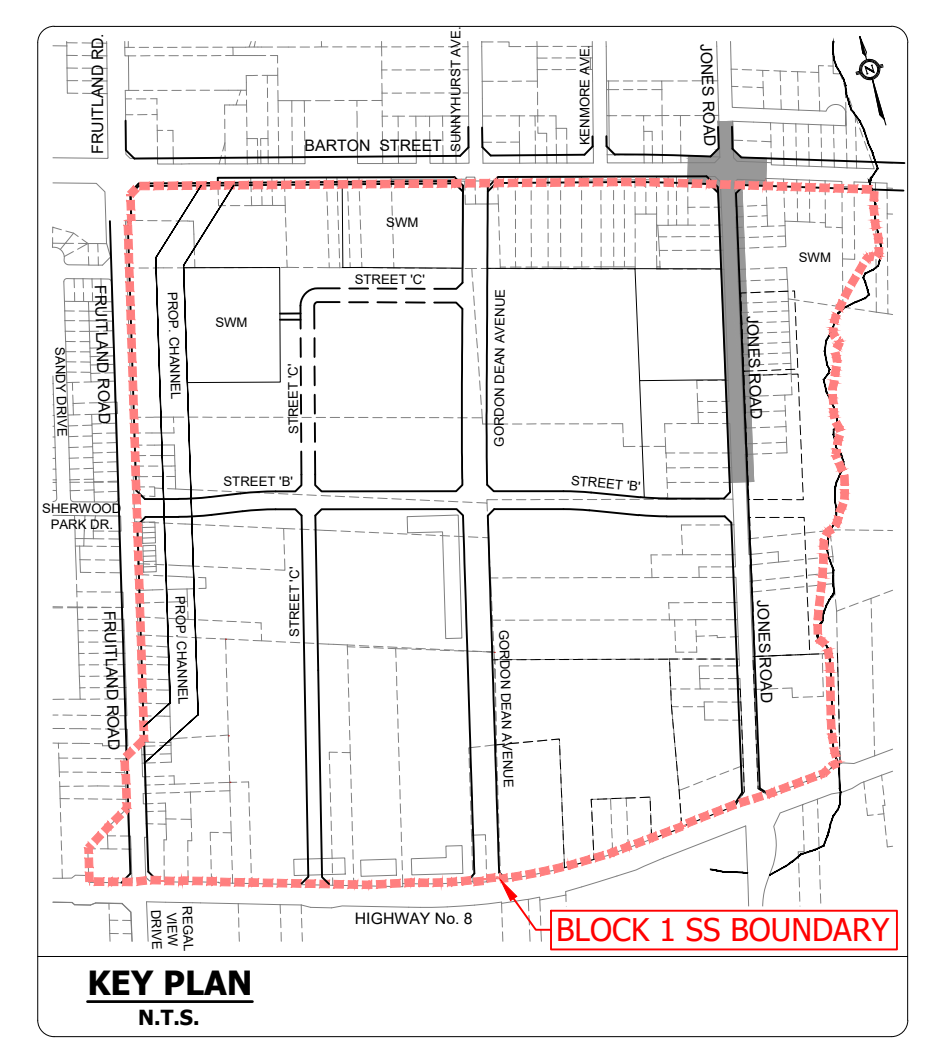 FRUITLAND RD.
SUNNYHURST AVE.
KENMORE AVE.
JONES ROAD
Z
BARTON STREET
SWM
SWM
STREET 'C'
SWM
PROP. CHANNEL
FRUITLAND ROAD
SANDY DRIVE
STREET 'C'
GORDON DEAN AVENUE
JONES ROAD
STREET 'B'
STREET 'B'
SHERWOOD
PARK DR.
STREET 'C'
PROP. CHANNEL
FRUITLAND ROAD
GORDON DEAN AVENUE
JONES ROAD
REGAL
VIEW
DRIVE
HIGHWAY No. 8
BLOCK 1 SS BOUNDARY
KEY PLAN
N.T.S.